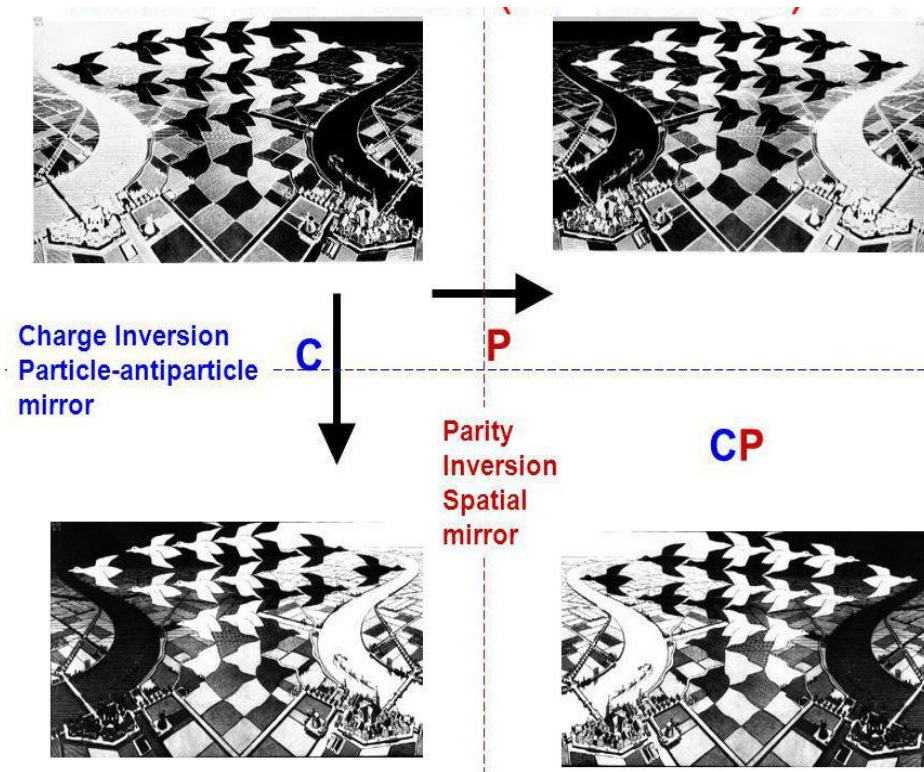 Charge Inversion
Particle-antiparticle
mirror
C
P
Parity
Inversion
Spatial
mirror
CP